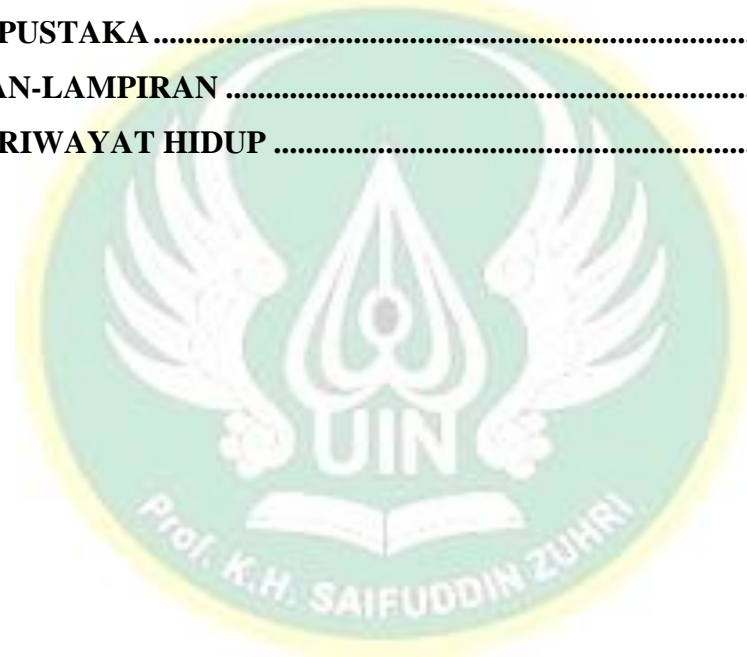 PUSTAKA ..........................................................................
AN-LAMPIRAN .................................................................
RIWAYAT HIDUP ...........................................................
UIN
Prof. K.H. SAIFUDDIN ZUHRI